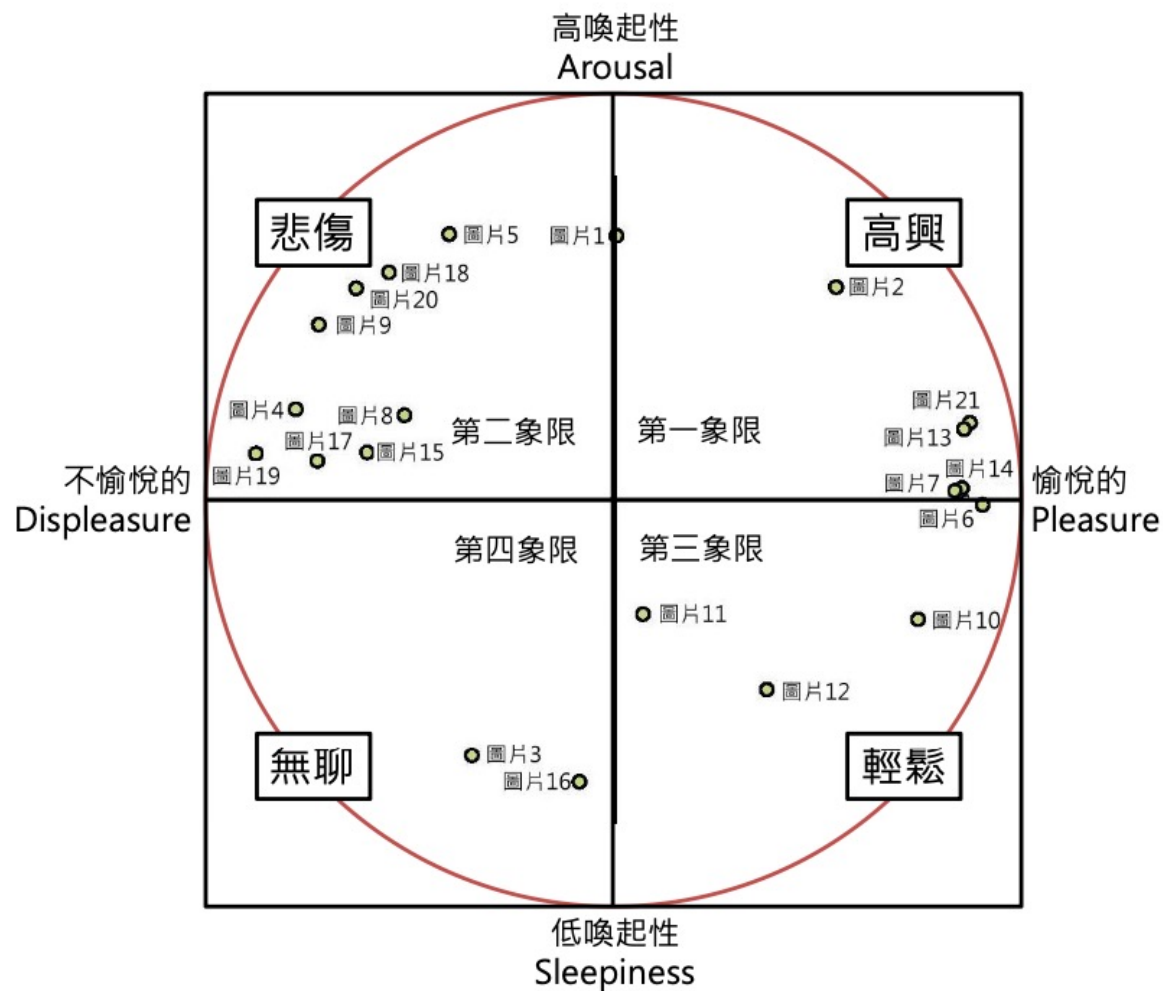 高喚起性
Arousal
悲傷
高興
圖片5
圖片1
圖片18
圖片2
圖片20
圖片9
圖片4
圖片8
圖片21
第二象限
第一象限
圖片13
圖片17
圖片15
圖片19
圖片14
圖片7
不愉悅的
Displeasure
愉悅的
Pleasure
圖片6
第四象限
第三象限
圖片11
圖片10
圖片12
無聊
圖片3
圖片16
輕鬆
低喚起性
Sleepiness